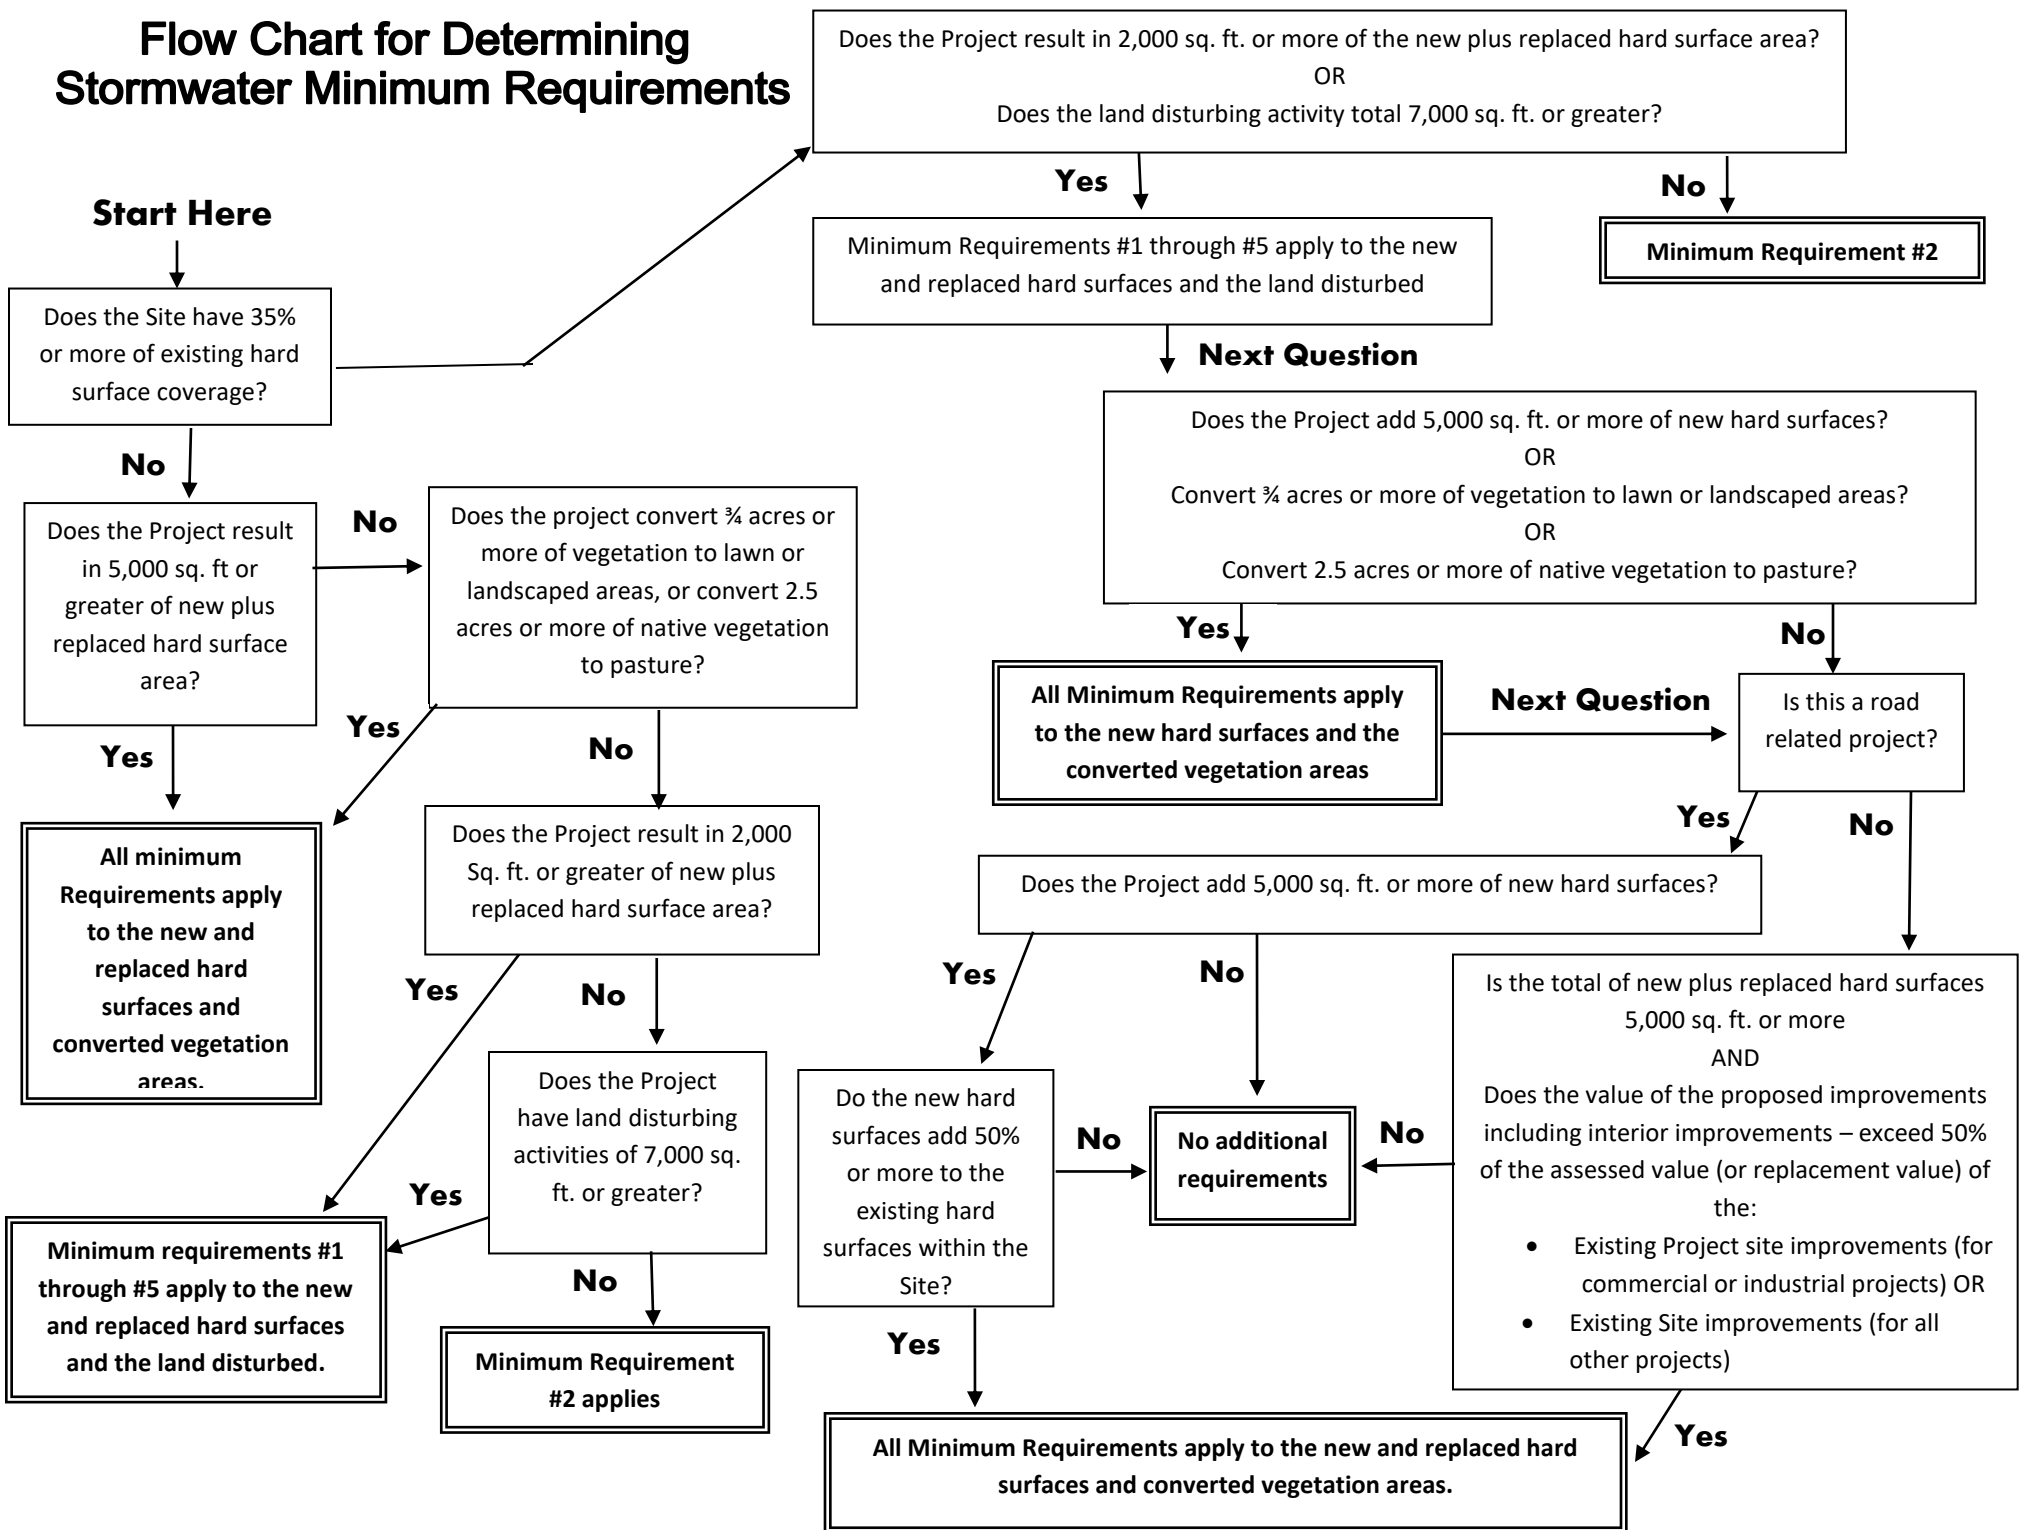 Flow Chart for Determining
Stormwater Minimum Requirements
Start Here
Does the Site have 35%
or more of existing hard
surface coverage?
No
Does the Project result
in 5,000 sq. ft or
greater of new plus
replaced hard surface
area?
Yes
No
Does the project convert ¾ acres or
more of vegetation to lawn or
landscaped areas, or convert 2.5
acres or more of native vegetation
to pasture?
Yes
No
All minimum
Requirements apply
to the new and
replaced hard
surfaces and
converted vegetation
areas.
Does the Project result in 2,000
Sq. ft. or greater of new plus
replaced hard surface area?
Yes
No
Does the Project
have land disturbing
activities of 7,000 sq.
ft. or greater?
Yes
No
Minimum requirements #1
through #5 apply to the new
and replaced hard surfaces
and the land disturbed.
Minimum Requirement
#2 applies
Does the Project result in 2,000 sq. ft. or more of the new plus replaced hard surface area?
OR
Does the land disturbing activity total 7,000 sq. ft. or greater?
Yes
No
Minimum Requirement #2
Minimum Requirements #1 through #5 apply to the new
and replaced hard surfaces and the land disturbed
Next Question
Does the Project add 5,000 sq. ft. or more of new hard surfaces?
OR
Convert ¾ acres or more of vegetation to lawn or landscaped areas?
OR
Convert 2.5 acres or more of native vegetation to pasture?
Yes
No
All Minimum Requirements apply
to the new hard surfaces and the
converted vegetation areas
Next Question
Is this a road
related project?
Yes
No
Does the Project add 5,000 sq. ft. or more of new hard surfaces?
Yes
No
Do the new hard
surfaces add 50%
or more to the
existing hard
surfaces within the
Site?
No
Yes
No additional
requirements
No
Is the total of new plus replaced hard surfaces
5,000 sq. ft. or more
AND
Does the value of the proposed improvements
including interior improvements – exceed 50%
of the assessed value (or replacement value) of
the:
• Existing Project site improvements (for
commercial or industrial projects) OR
• Existing Site improvements (for all
other projects)
Yes
All Minimum Requirements apply to the new and replaced hard
surfaces and converted vegetation areas.